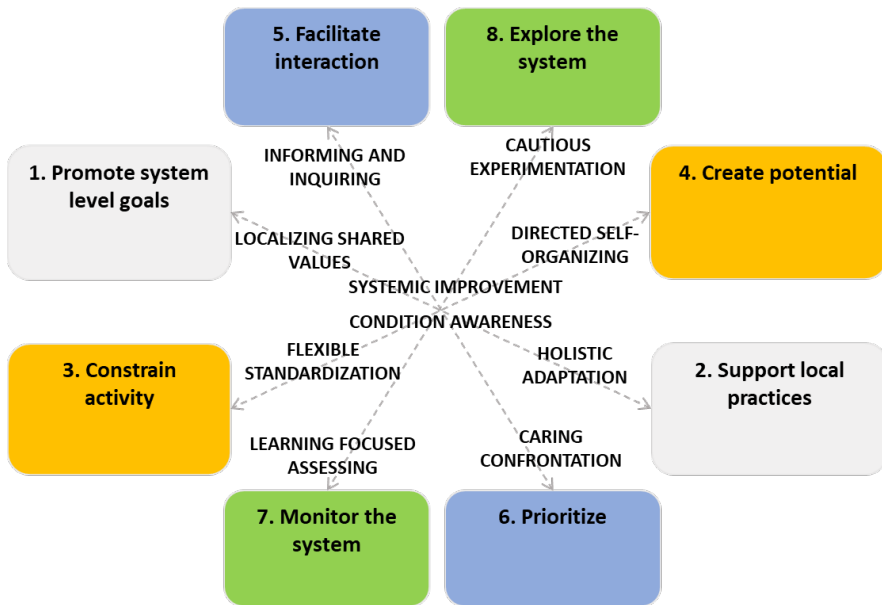 5. Facilitate
interaction
8. Explore the
system
INFORMING AND
INQUIRING
CAUTIOUS
EXPERIMENTATION
1. Promote system
level goals
4. Create potential
LOCALIZING SHARED
VALUES
DIRECTED SELF-
ORGANIZING
SYSTEMIC IMPROVEMENT
CONDITION AWARENESS
3. Constrain
activity
FLEXIBLE
STANDARDIZATION
HOLISTIC
ADAPTATION
2. Support local
practices
LEARNING FOCUSED
ASSESSING
CARING
CONFRONTATION
7. Monitor the
system
6. Prioritize